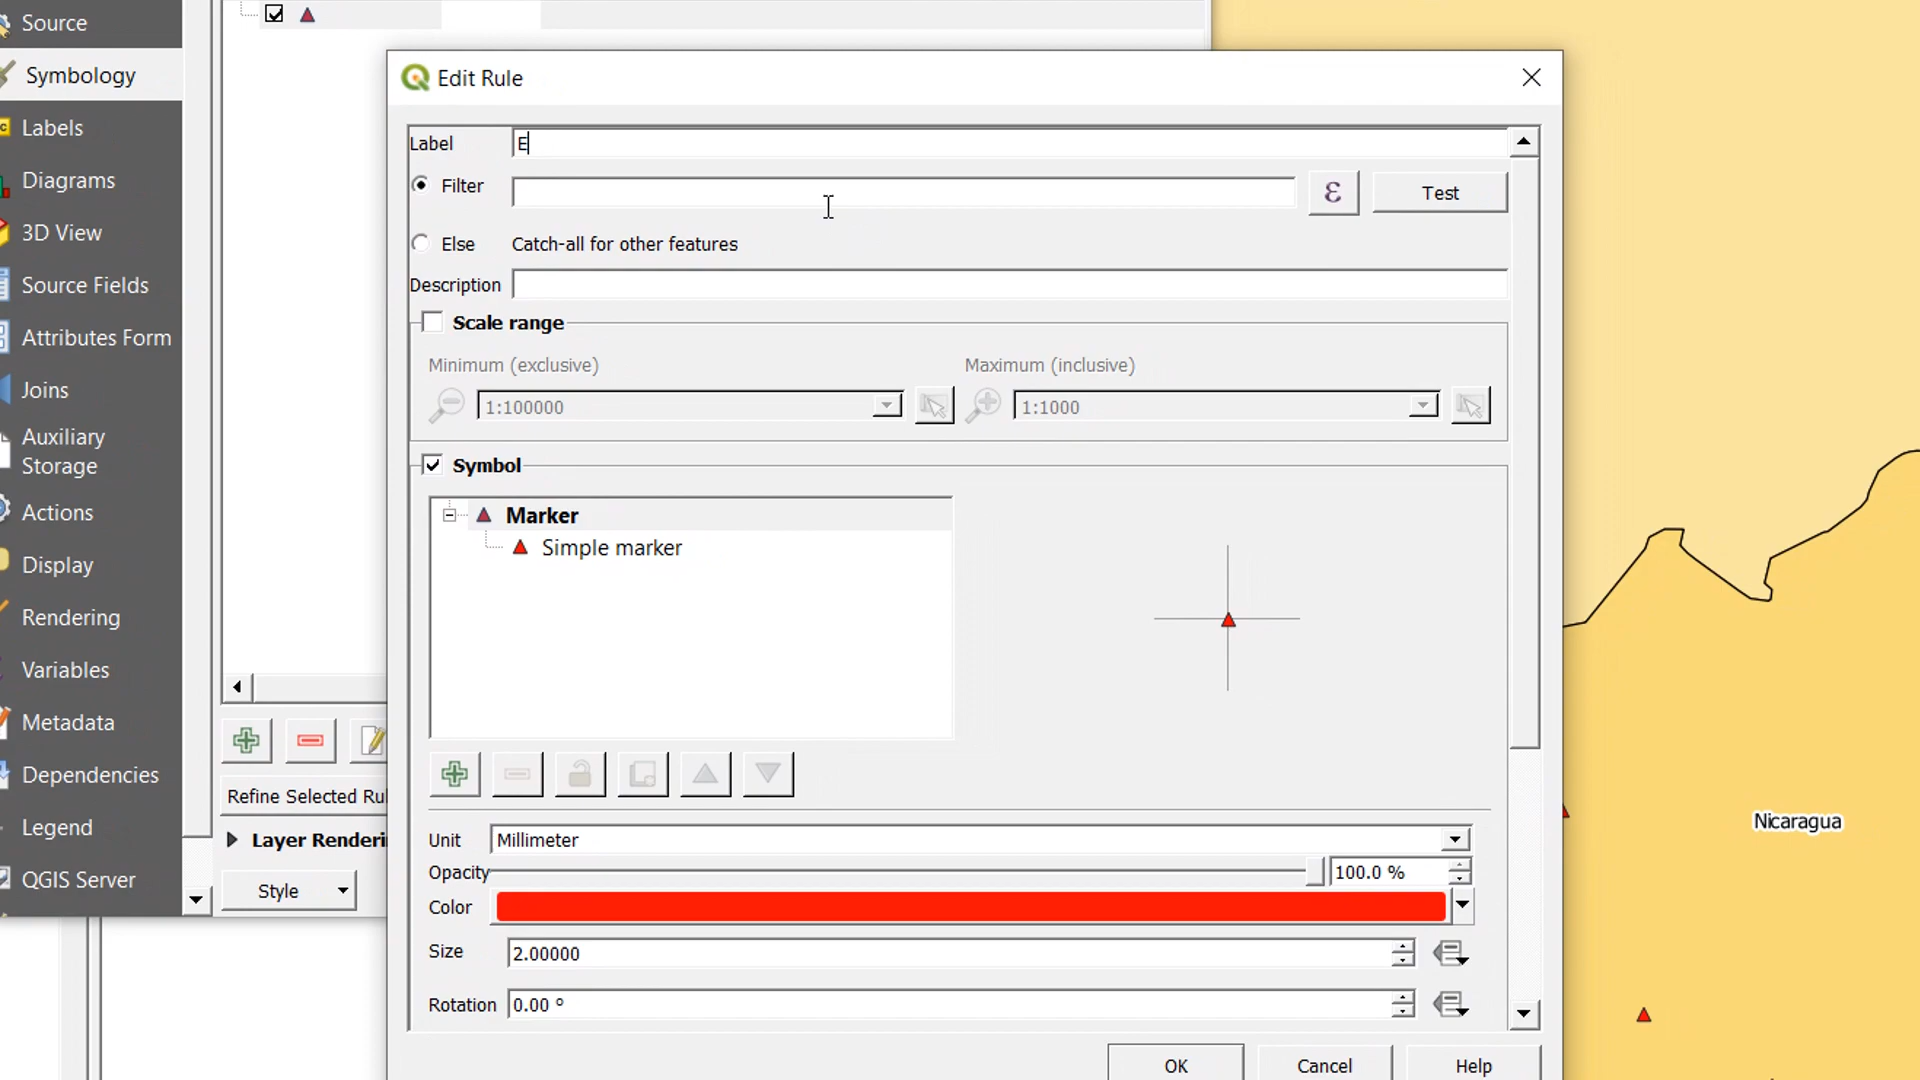 Source
Symbology
Labels
Diagrams
3D View
Source Fields
Attributes Form
Joins
Auxiliary
Storage
Actions
Display
Rendering
Variables
Metadata
Dependencies
Legend
QGIS Server
Refine Selected Rul
Layer Renderi
Style
Edit Rule
Label E
Filter ε Test
Else Catch-all for other features
Description
Scale range
Minimum (exclusive) Maximum (inclusive)
1:100000 1:1000
Symbol
Marker
Simple marker
Unit Millimeter
Opacity 100.0 %
Color
Size 2.00000
Rotation 0.00 °
OK Cancel Help
Nicaragua